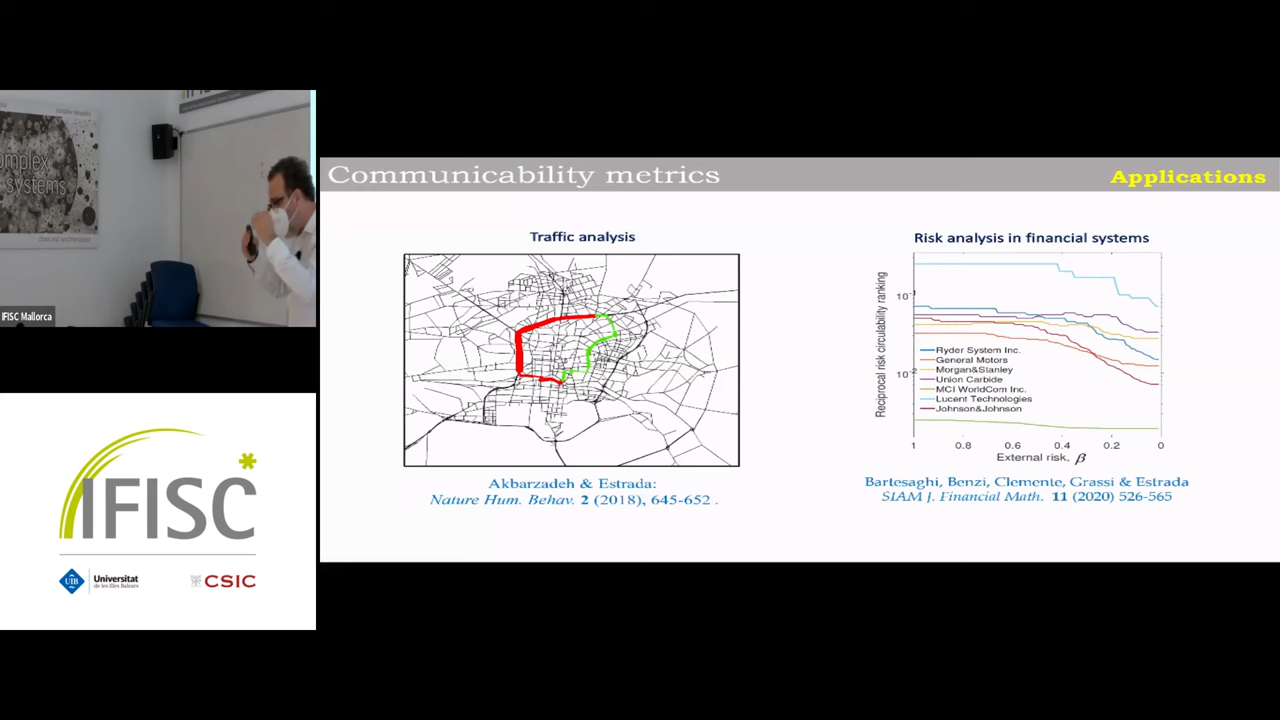 omplex
systems
IFISC Mallorca
IFISC
UIB
Universitat
de les Illes Balears
CSIC
Communicability metrics
Applications
Traffic analysis
Akbarzadeh & Estrada:
Nature Hum. Behav. 2 (2018), 645-652 .
Risk analysis in financial systems
Reciprocal risk circulability ranking
10-1
10-2
Ryder System Inc.
General Motors
Morgan&Stanley
Union Carbide
MCI WorldCom Inc.
Lucent Technologies
Johnson&Johnson
1 0.8 0.6 0.4 0.2 0
External risk, β
Bartesaghi, Benzi, Clemente, Grassi & Estrada
SIAM J. Financial Math. 11 (2020) 526-565